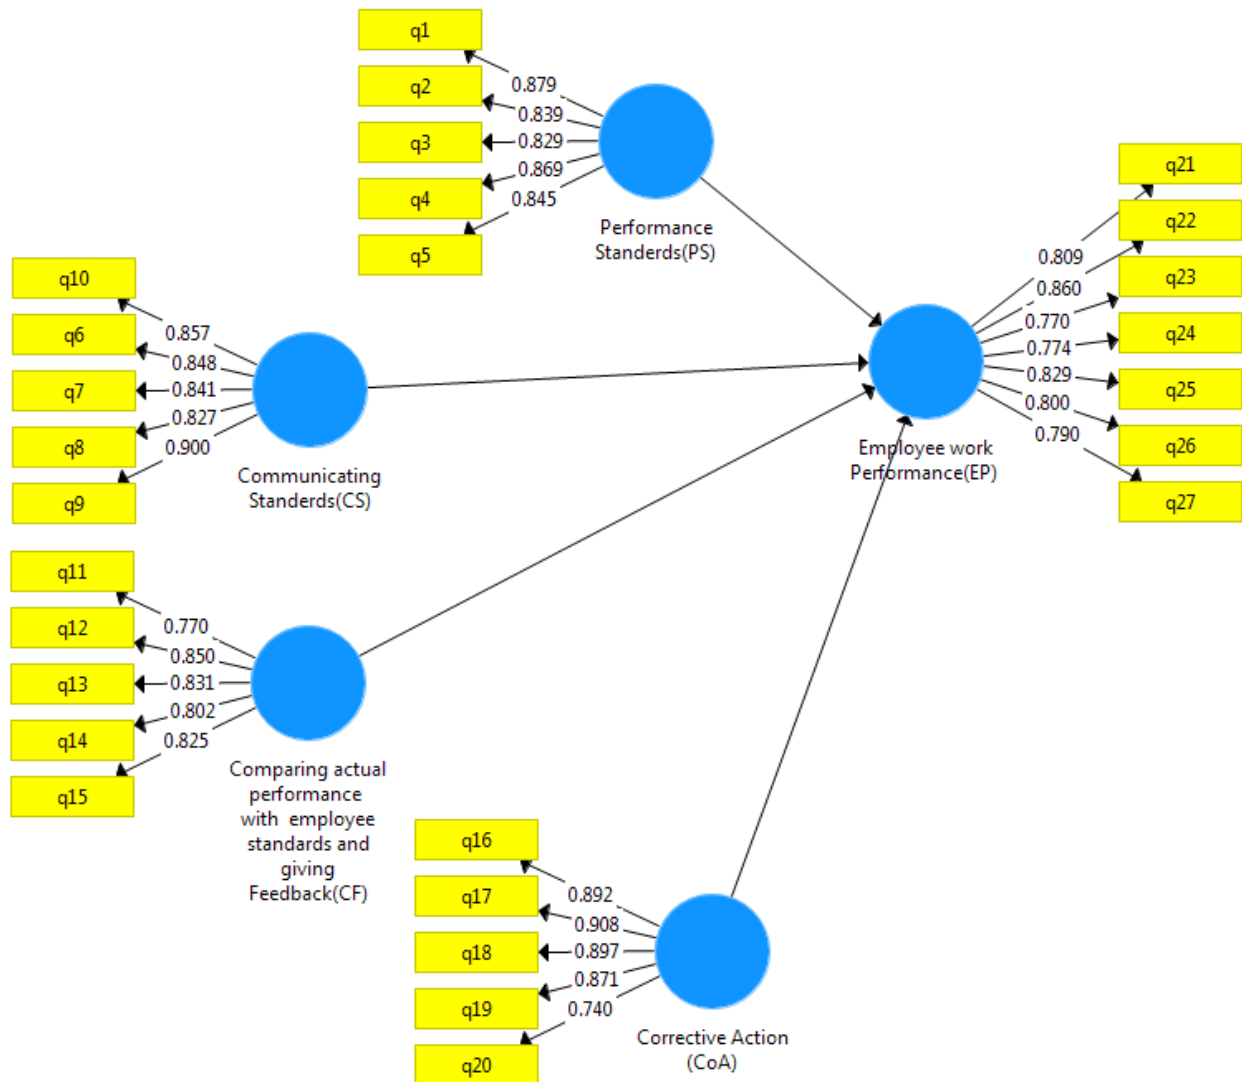 q1
q2
q3
q4
q5
0.879
0.839
0.829
0.869
0.845
Performance
Standerds(PS)
q10
q6
q7
q8
q9
0.857
0.848
0.841
0.827
0.900
Communicating
Standerds(CS)
q21
q22
q23
q24
q25
q26
q27
0.809
0.860
0.770
0.774
0.829
0.800
0.790
Employee work
Performance(EP)
q11
q12
q13
q14
q15
0.770
0.850
0.831
0.802
0.825
Comparing actual
performance
with employee
standards and
giving
Feedback(CF)
q16
q17
q18
q19
q20
0.892
0.908
0.897
0.871
0.740
Corrective Action
(CoA)